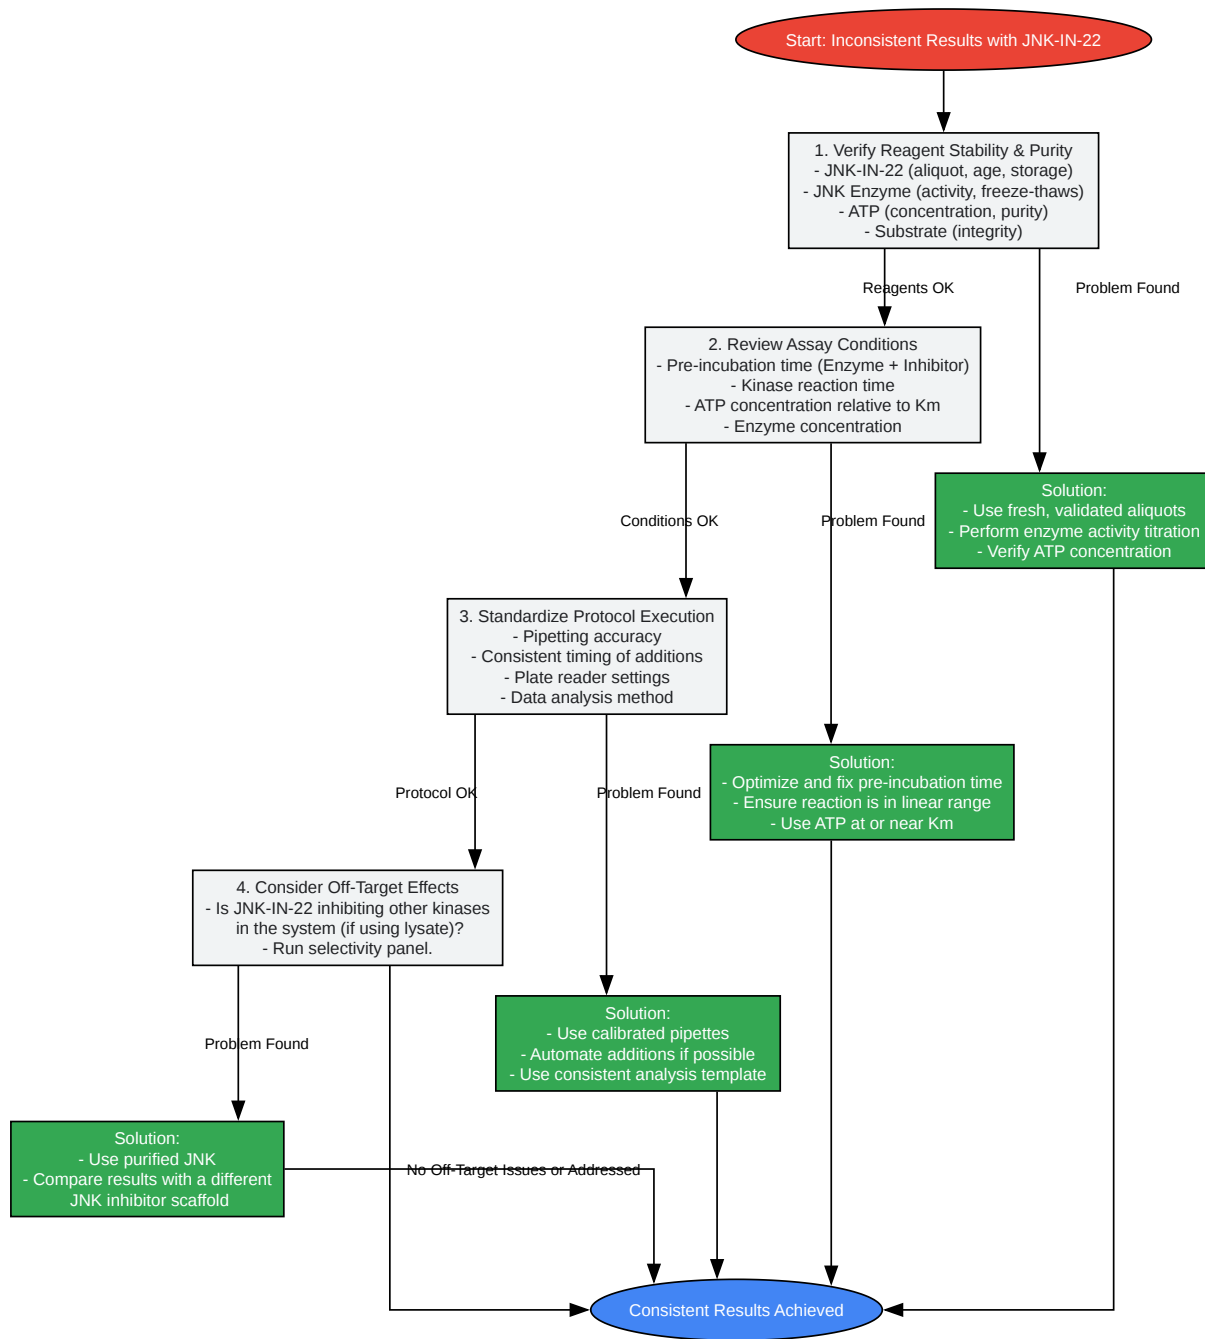 Start: Inconsistent Results with JNK-IN-22
1. Verify Reagent Stability & Purity
- JNK-IN-22 (aliquot, age, storage)
- JNK Enzyme (activity, freeze-thaws)
- ATP (concentration, purity)
- Substrate (integrity)
Reagents OK
Problem Found
2. Review Assay Conditions
- Pre-incubation time (Enzyme + Inhibitor)
- Kinase reaction time
- ATP concentration relative to Km
- Enzyme concentration
Solution:
- Use fresh, validated aliquots
- Perform enzyme activity titration
- Verify ATP concentration
Conditions OK
Problem Found
3. Standardize Protocol Execution
- Pipetting accuracy
- Consistent timing of additions
- Plate reader settings
- Data analysis method
Solution:
- Optimize and fix pre-incubation time
- Ensure reaction is in linear range
- Use ATP at or near Km
Protocol OK
Problem Found
4. Consider Off-Target Effects
- Is JNK-IN-22 inhibiting other kinases
in the system (if using lysate)?
- Run selectivity panel.
Solution:
- Use calibrated pipettes
- Automate additions if possible
- Use consistent analysis template
Problem Found
Solution:
- Use purified JNK
- Compare results with a different
JNK inhibitor scaffold
No Off-Target Issues or Addressed
Consistent Results Achieved